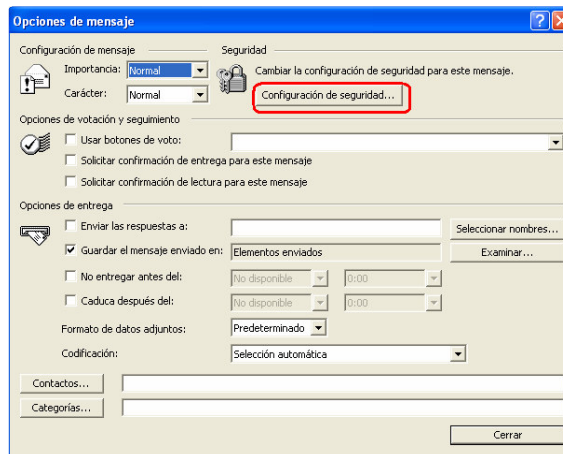 Opciones de mensaje
Configuración de mensaje
Seguridad
Importancia: Normal
Cambiar la configuración de seguridad para este mensaje.
Carácter: Normal
Configuración de seguridad...
Opciones de votación y seguimiento
Usar botones de voto:
Solicitar confirmación de entrega para este mensaje
Solicitar confirmación de lectura para este mensaje
Opciones de entrega
Enviar las respuestas a:
Seleccionar nombres...
Guardar el mensaje enviado en: Elementos enviados
Examinar...
No entregar antes del: No disponible 0:00
Caduca después del: No disponible 0:00
Formato de datos adjuntos: Predeterminado
Codificación: Selección automática
Contactos...
Categorías...
Cerrar